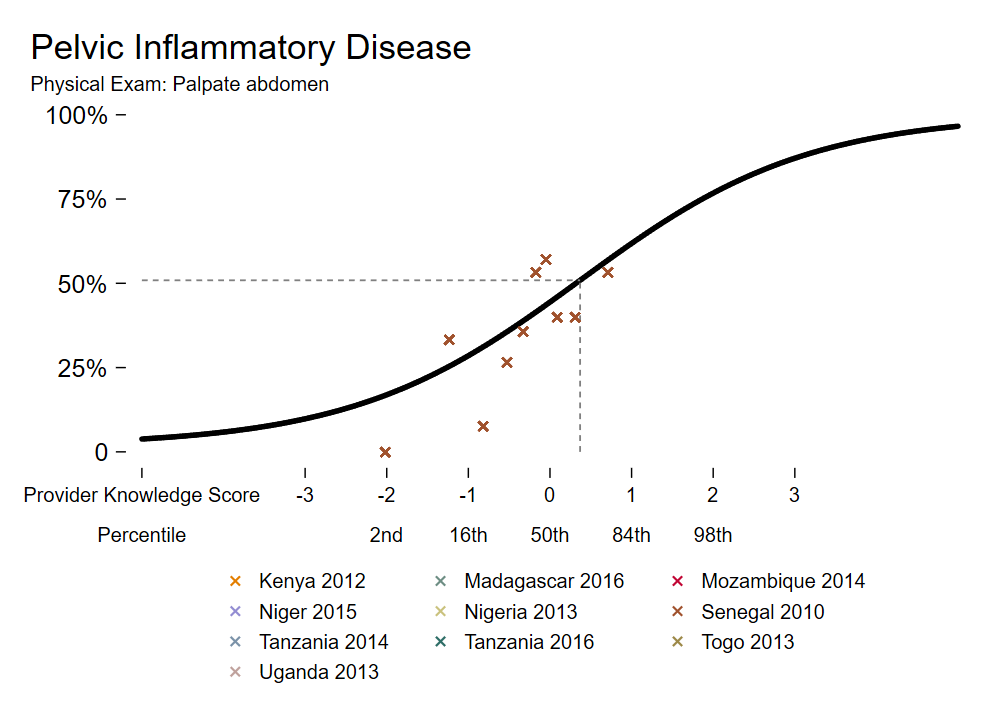 Pelvic Inflammatory Disease
Physical Exam: Palpate abdomen
100%
75%
50%
25%
0
Provider Knowledge Score -3 -2 -1 0 1 2 3
Percentile 2nd 16th 50th 84th 98th
Kenya 2012 Madagascar 2016 Mozambique 2014
Niger 2015 Nigeria 2013 Senegal 2010
Tanzania 2014 Tanzania 2016 Togo 2013
Uganda 2013